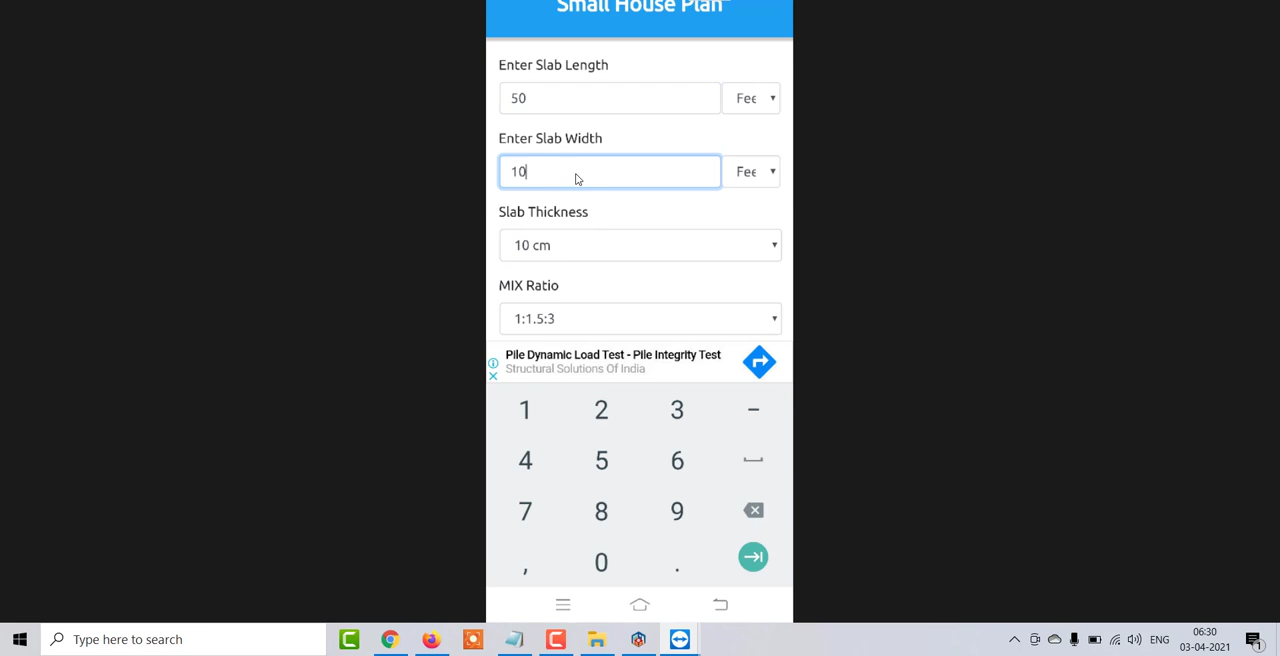 Small House Plan
Enter Slab Length
50
Fee
Enter Slab Width
10
Fee
Slab Thickness
10 cm
MIX Ratio
1:1.5:3
Pile Dynamic Load Test - Pile Integrity Test
Structural Solutions Of India
1 2 3 -
4 5 6
7 8 9
, 0 .
Type here to search
ENG
06:30
03-04-2021
1